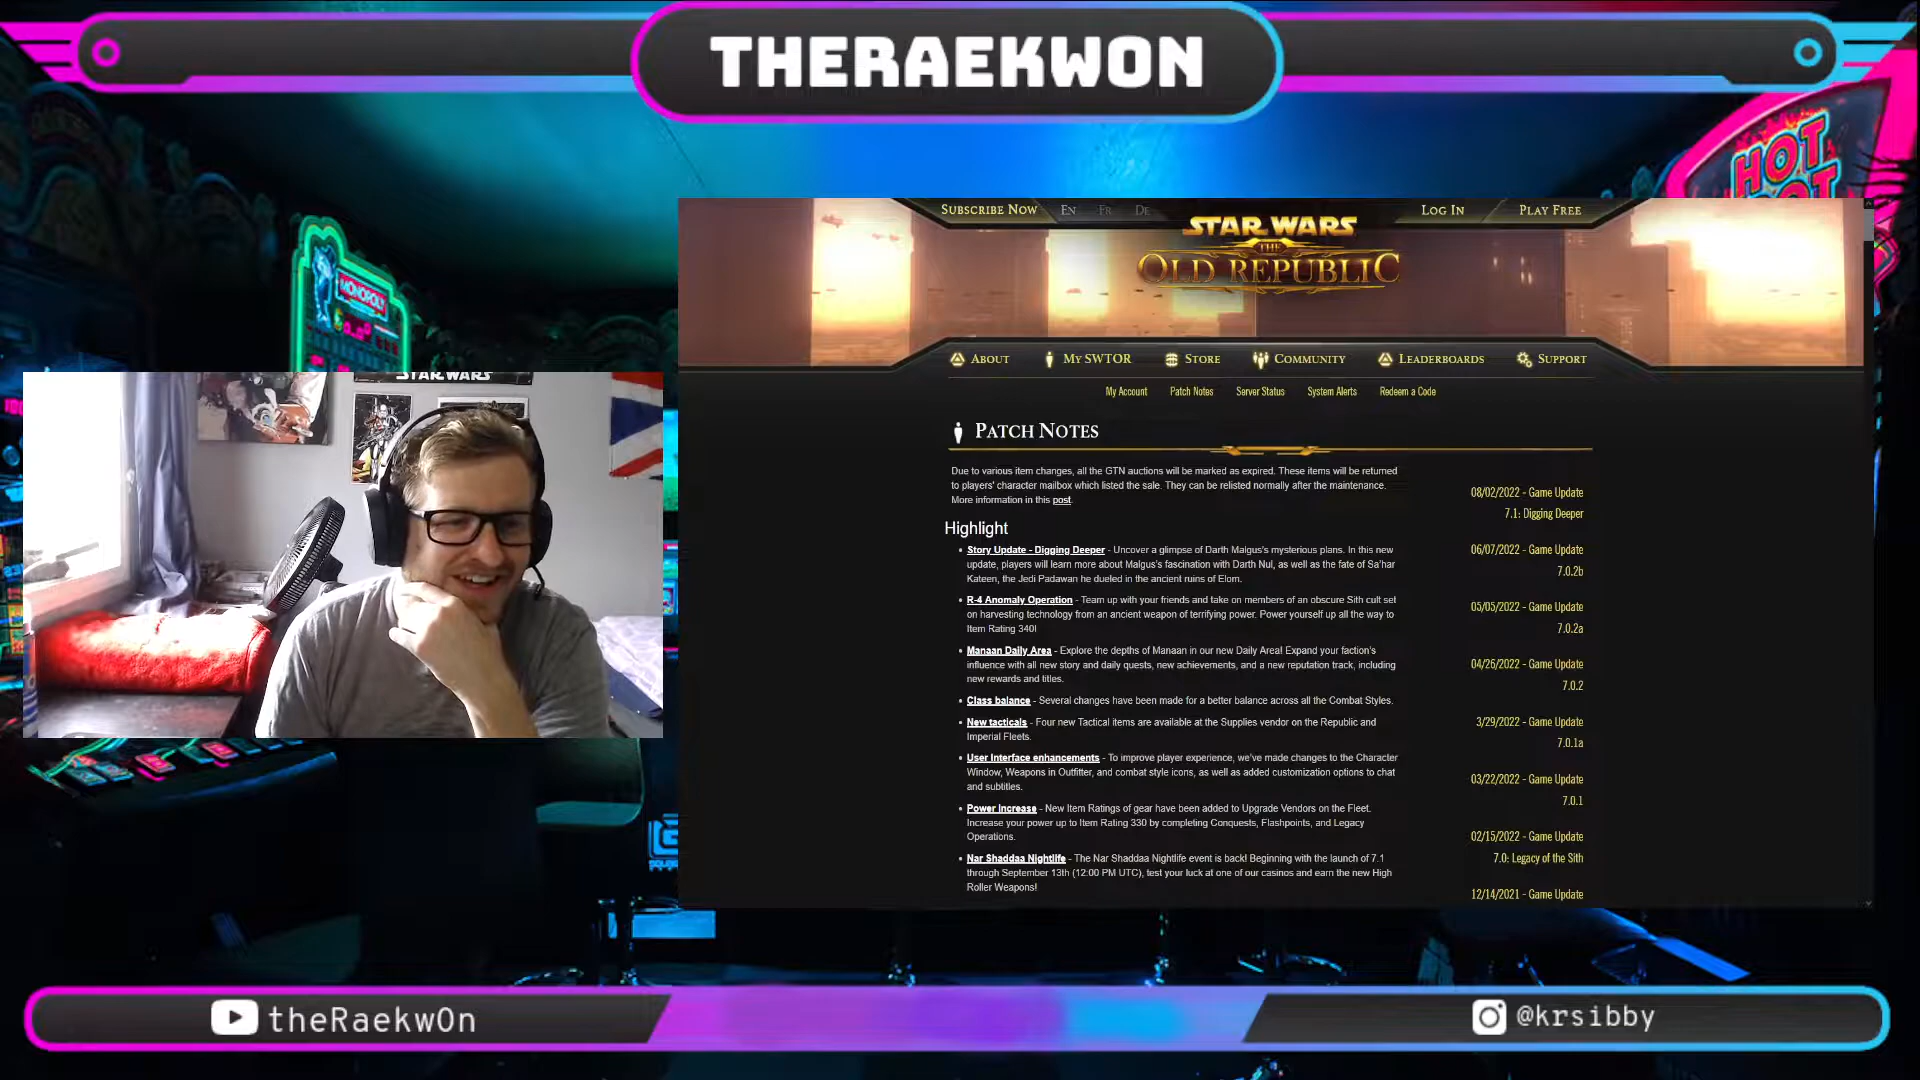 THERAEKWON
HOT
MONOPOLY
STAR WARS
SUBSCRIBE NOW
EN
FR
DE
LOG IN
PLAY FREE
STAR WARS
THE
OLD REPUBLIC
ABOUT
MY SWTOR
STORE
COMMUNITY
LEADERBOARDS
SUPPORT
My Account
Patch Notes
Server Status
System Alerts
Redeem a Code
PATCH NOTES
Due to various item changes, all the GTN auctions will be marked as expired. These items will be returned
to players' character mailbox which listed the sale. They can be relisted normally after the maintenance.
More information in this post.
Highlight
• Story Update - Digging Deeper - Uncover a glimpse of Darth Malgus's mysterious plans. In this new
update, players will learn more about Malgus's fascination with Darth Nul, as well as the fate of Sa'har
Kateen, the Jedi Padawan he dueled in the ancient ruins of Elom.
• R-4 Anomaly Operation - Team up with your friends and take on members of an obscure Sith cult set
on harvesting technology from an ancient weapon of terrifying power. Power yourself up all the way to
Item Rating 340!
• Manaan Daily Area - Explore the depths of Manaan in our new Daily Area! Expand your faction's
influence with all new story and daily quests, new achievements, and a new reputation track, including
new rewards and titles.
• Class balance - Several changes have been made for a better balance across all the Combat Styles.
• New tacticals - Four new Tactical items are available at the Supplies vendor on the Republic and
Imperial Fleets.
• User Interface enhancements - To improve player experience, we've made changes to the Character
Window, Weapons in Outfitter, and combat style icons, as well as added customization options to chat
and subtitles.
• Power Increase - New Item Ratings of gear have been added to Upgrade Vendors on the Fleet.
Increase your power up to Item Rating 330 by completing Conquests, Flashpoints, and Legacy
Operations.
• Nar Shaddaa Nightlife - The Nar Shaddaa Nightlife event is back! Beginning with the launch of 7.1
through September 13th (12:00 PM UTC), test your luck at one of our casinos and earn the new High
Roller Weapons!
08/02/2022 - Game Update
7.1: Digging Deeper
06/07/2022 - Game Update
7.0.2b
05/05/2022 - Game Update
7.0.2a
04/26/2022 - Game Update
7.0.2
3/29/2022 - Game Update
7.0.1a
03/22/2022 - Game Update
7.0.1
02/15/2022 - Game Update
7.0: Legacy of the Sith
12/14/2021 - Game Update
theRaekw0n
@krsibby